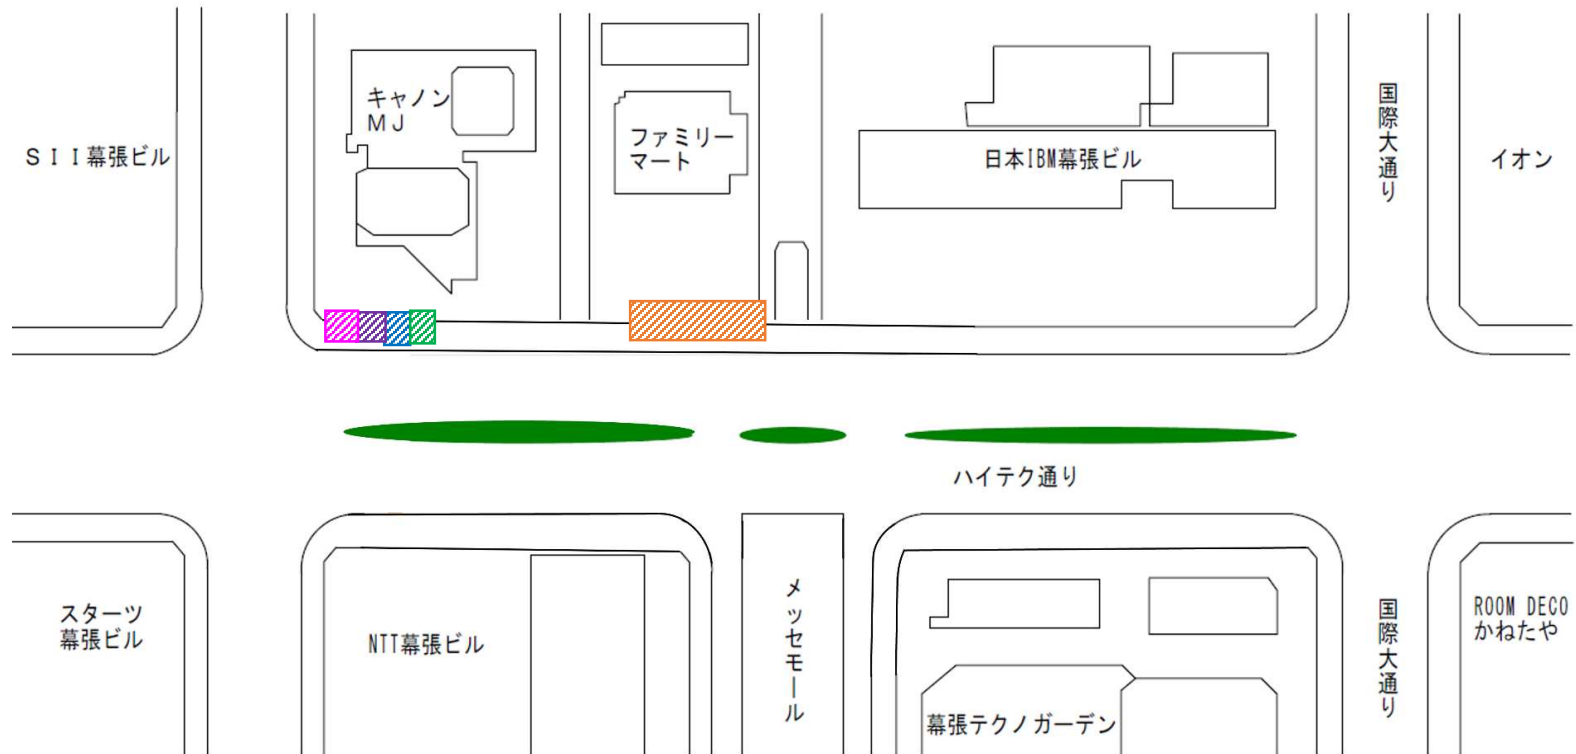 キャノン
ＭＪ
ファミリー
マート
ＳＩＩ幕張ビル
日本IBM幕張ビル
国際大通り
イオン
ハイテク通り
スターツ
幕張ビル
NTT幕張ビル
メッセモール
幕張テクノガーデン
国際大通り
ROOM DECO
かねたや